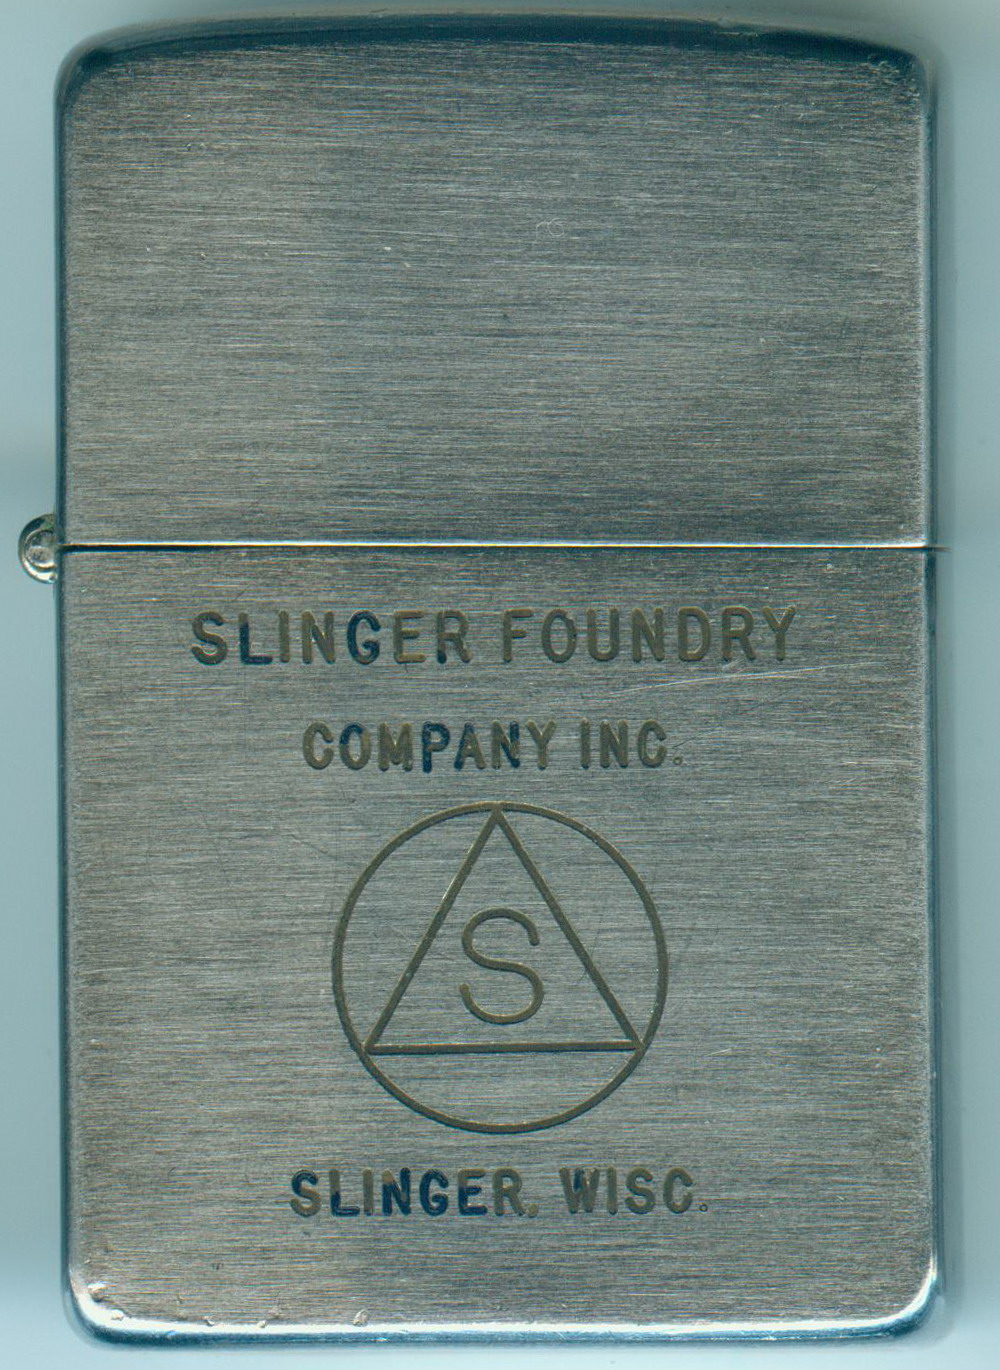 SLINGER FOUNDRY
COMPANY INC.
S
SLINGER, WISC.